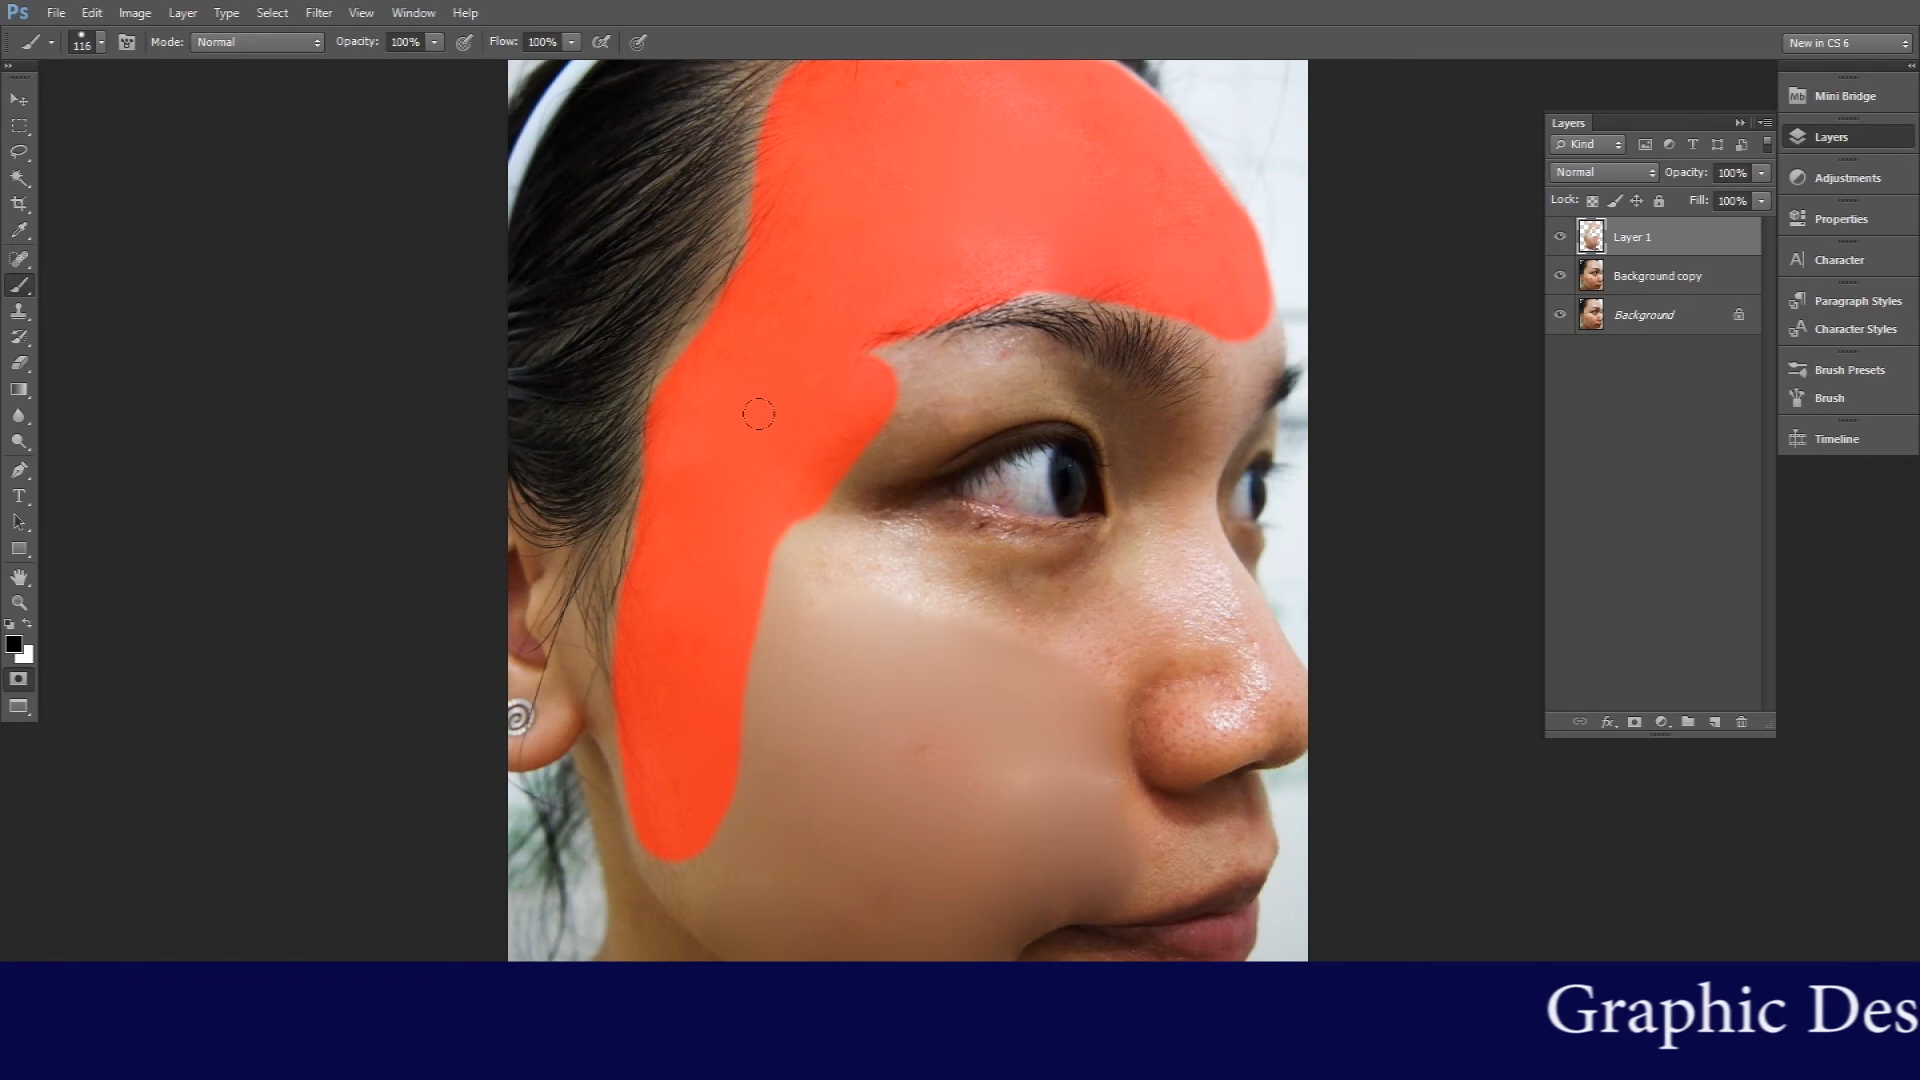 Ps File Edit Image Layer Type Select Filter View Window Help
116 Mode: Normal Opacity: 100% Flow: 100% New in CS 6
Mb Mini Bridge
Layers
Adjustments
Properties
A Character
Paragraph Styles
Character Styles
Brush Presets
Brush
Timeline
Layers
Kind T
Normal Opacity: 100%
Lock: Fill: 100%
Layer 1
Background copy
Background
fx
T
Graphic Des